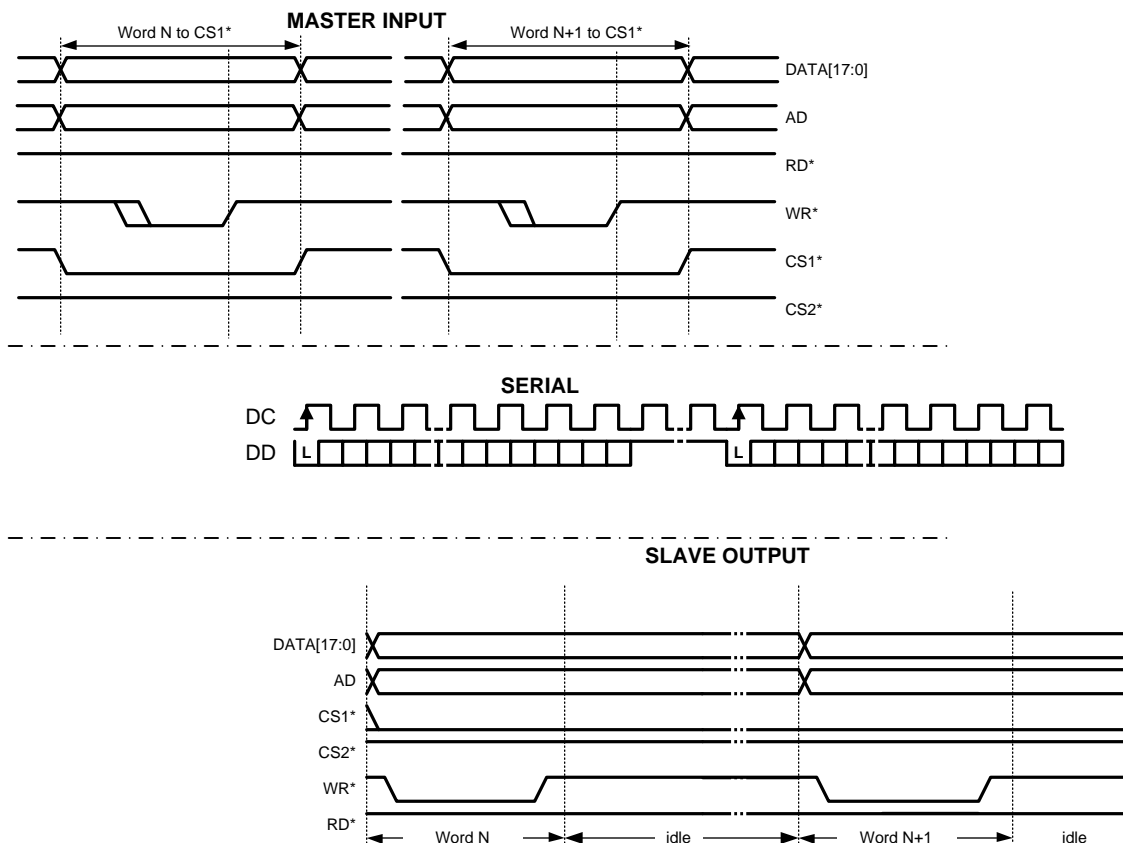 MASTER INPUT
Word N to CS1*
Word N+1 to CS1*
DATA[17:0]
AD
RD*
WR*
CS1*
CS2*
SERIAL
DC
DD
L
L
SLAVE OUTPUT
DATA[17:0]
AD
CS1*
CS2*
WR*
RD*
Word N
idle
Word N+1
idle